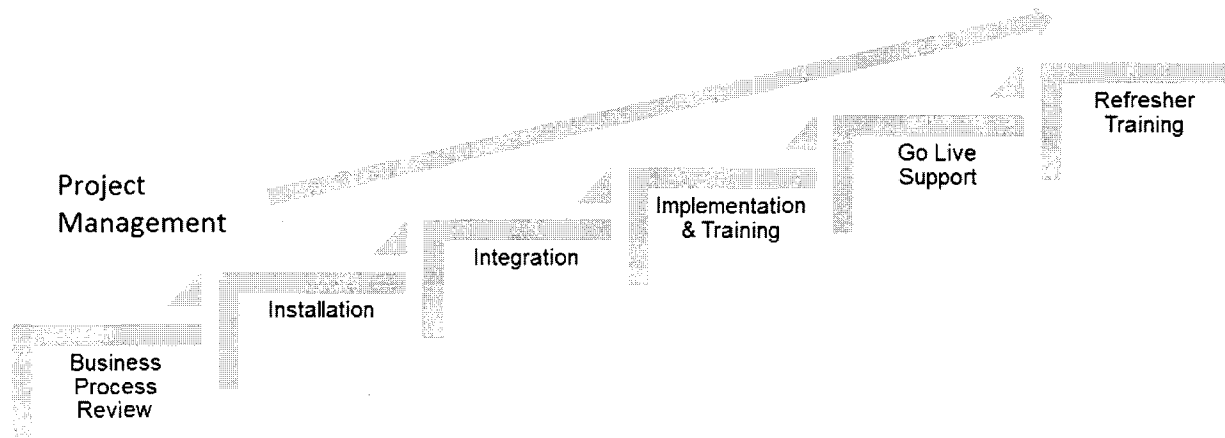 Project
Management
Business
Process
Review
Installation
Integration
Implementation
& Training
Go Live
Support
Refresher
Training